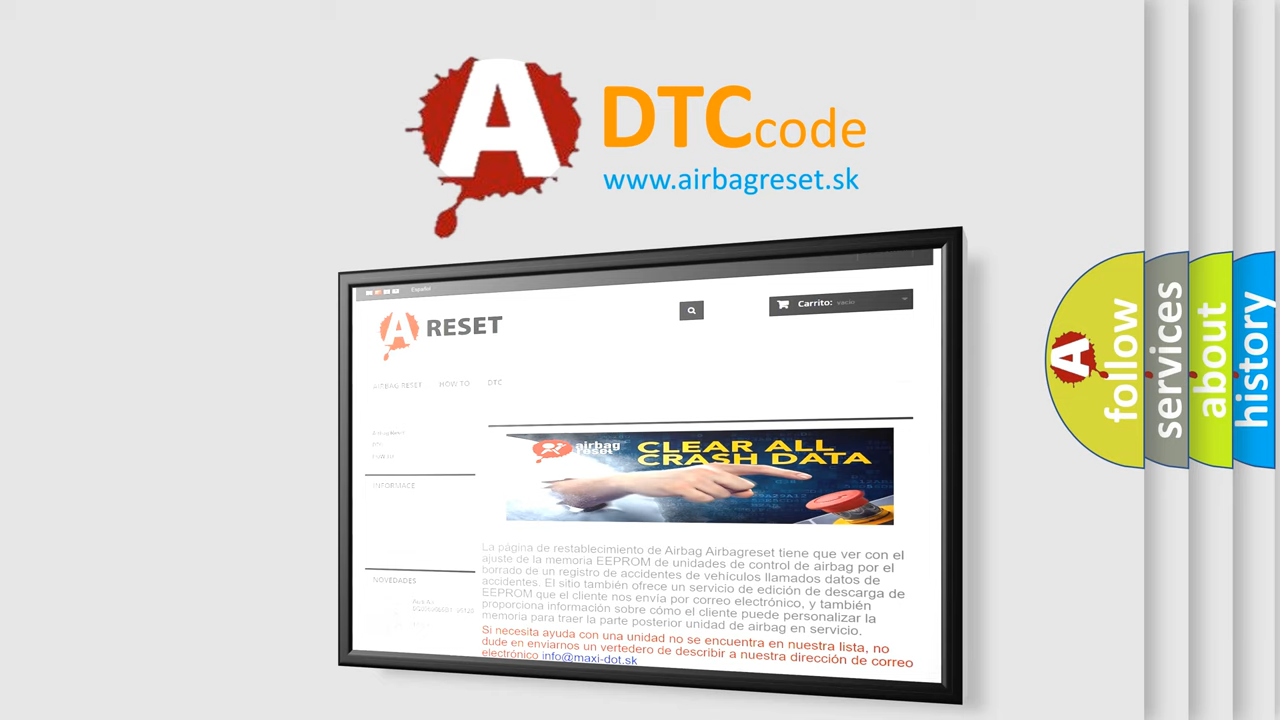 A
DTCcode
www.airbagreset.sk
Español
Carrito: vacío
A RESET
AIRBAG RESET HOW TO DTC
INFORMACE
NOVEDADES
airbag
reset
CLEAR ALL
CRASH DATA
La página de restablecimiento de Airbag Airbagreset tiene que ver con el
ajuste de la memoria EEPROM de unidades de control de airbag por el
borrado de un registro de accidentes de vehículos llamados datos de
accidentes. El sitio también ofrece un servicio de edición de descarga de
EEPROM que el cliente nos envía por correo electrónico, y también
proporciona información sobre cómo el cliente puede personalizar la
memoria para traer la parte posterior unidad de airbag en servicio.
Si necesita ayuda con una unidad no se encuentra en nuestra lista, no
dude en enviarnos un vertedero de describir a nuestra dirección de correo
electrónico info@maxi-dot.sk
A
follow
services
about
history